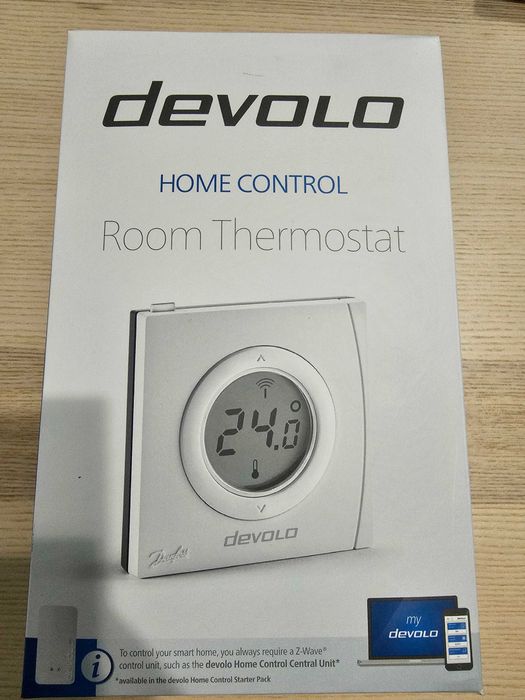 devolo
HOME CONTROL
Room Thermostat
24.0°
devolo
Danfoss
my
devolo
i
To control your smart home, you always require a Z-Wave®
control unit, such as the devolo Home Control Central Unit*
*available in the devolo Home Control Starter Pack